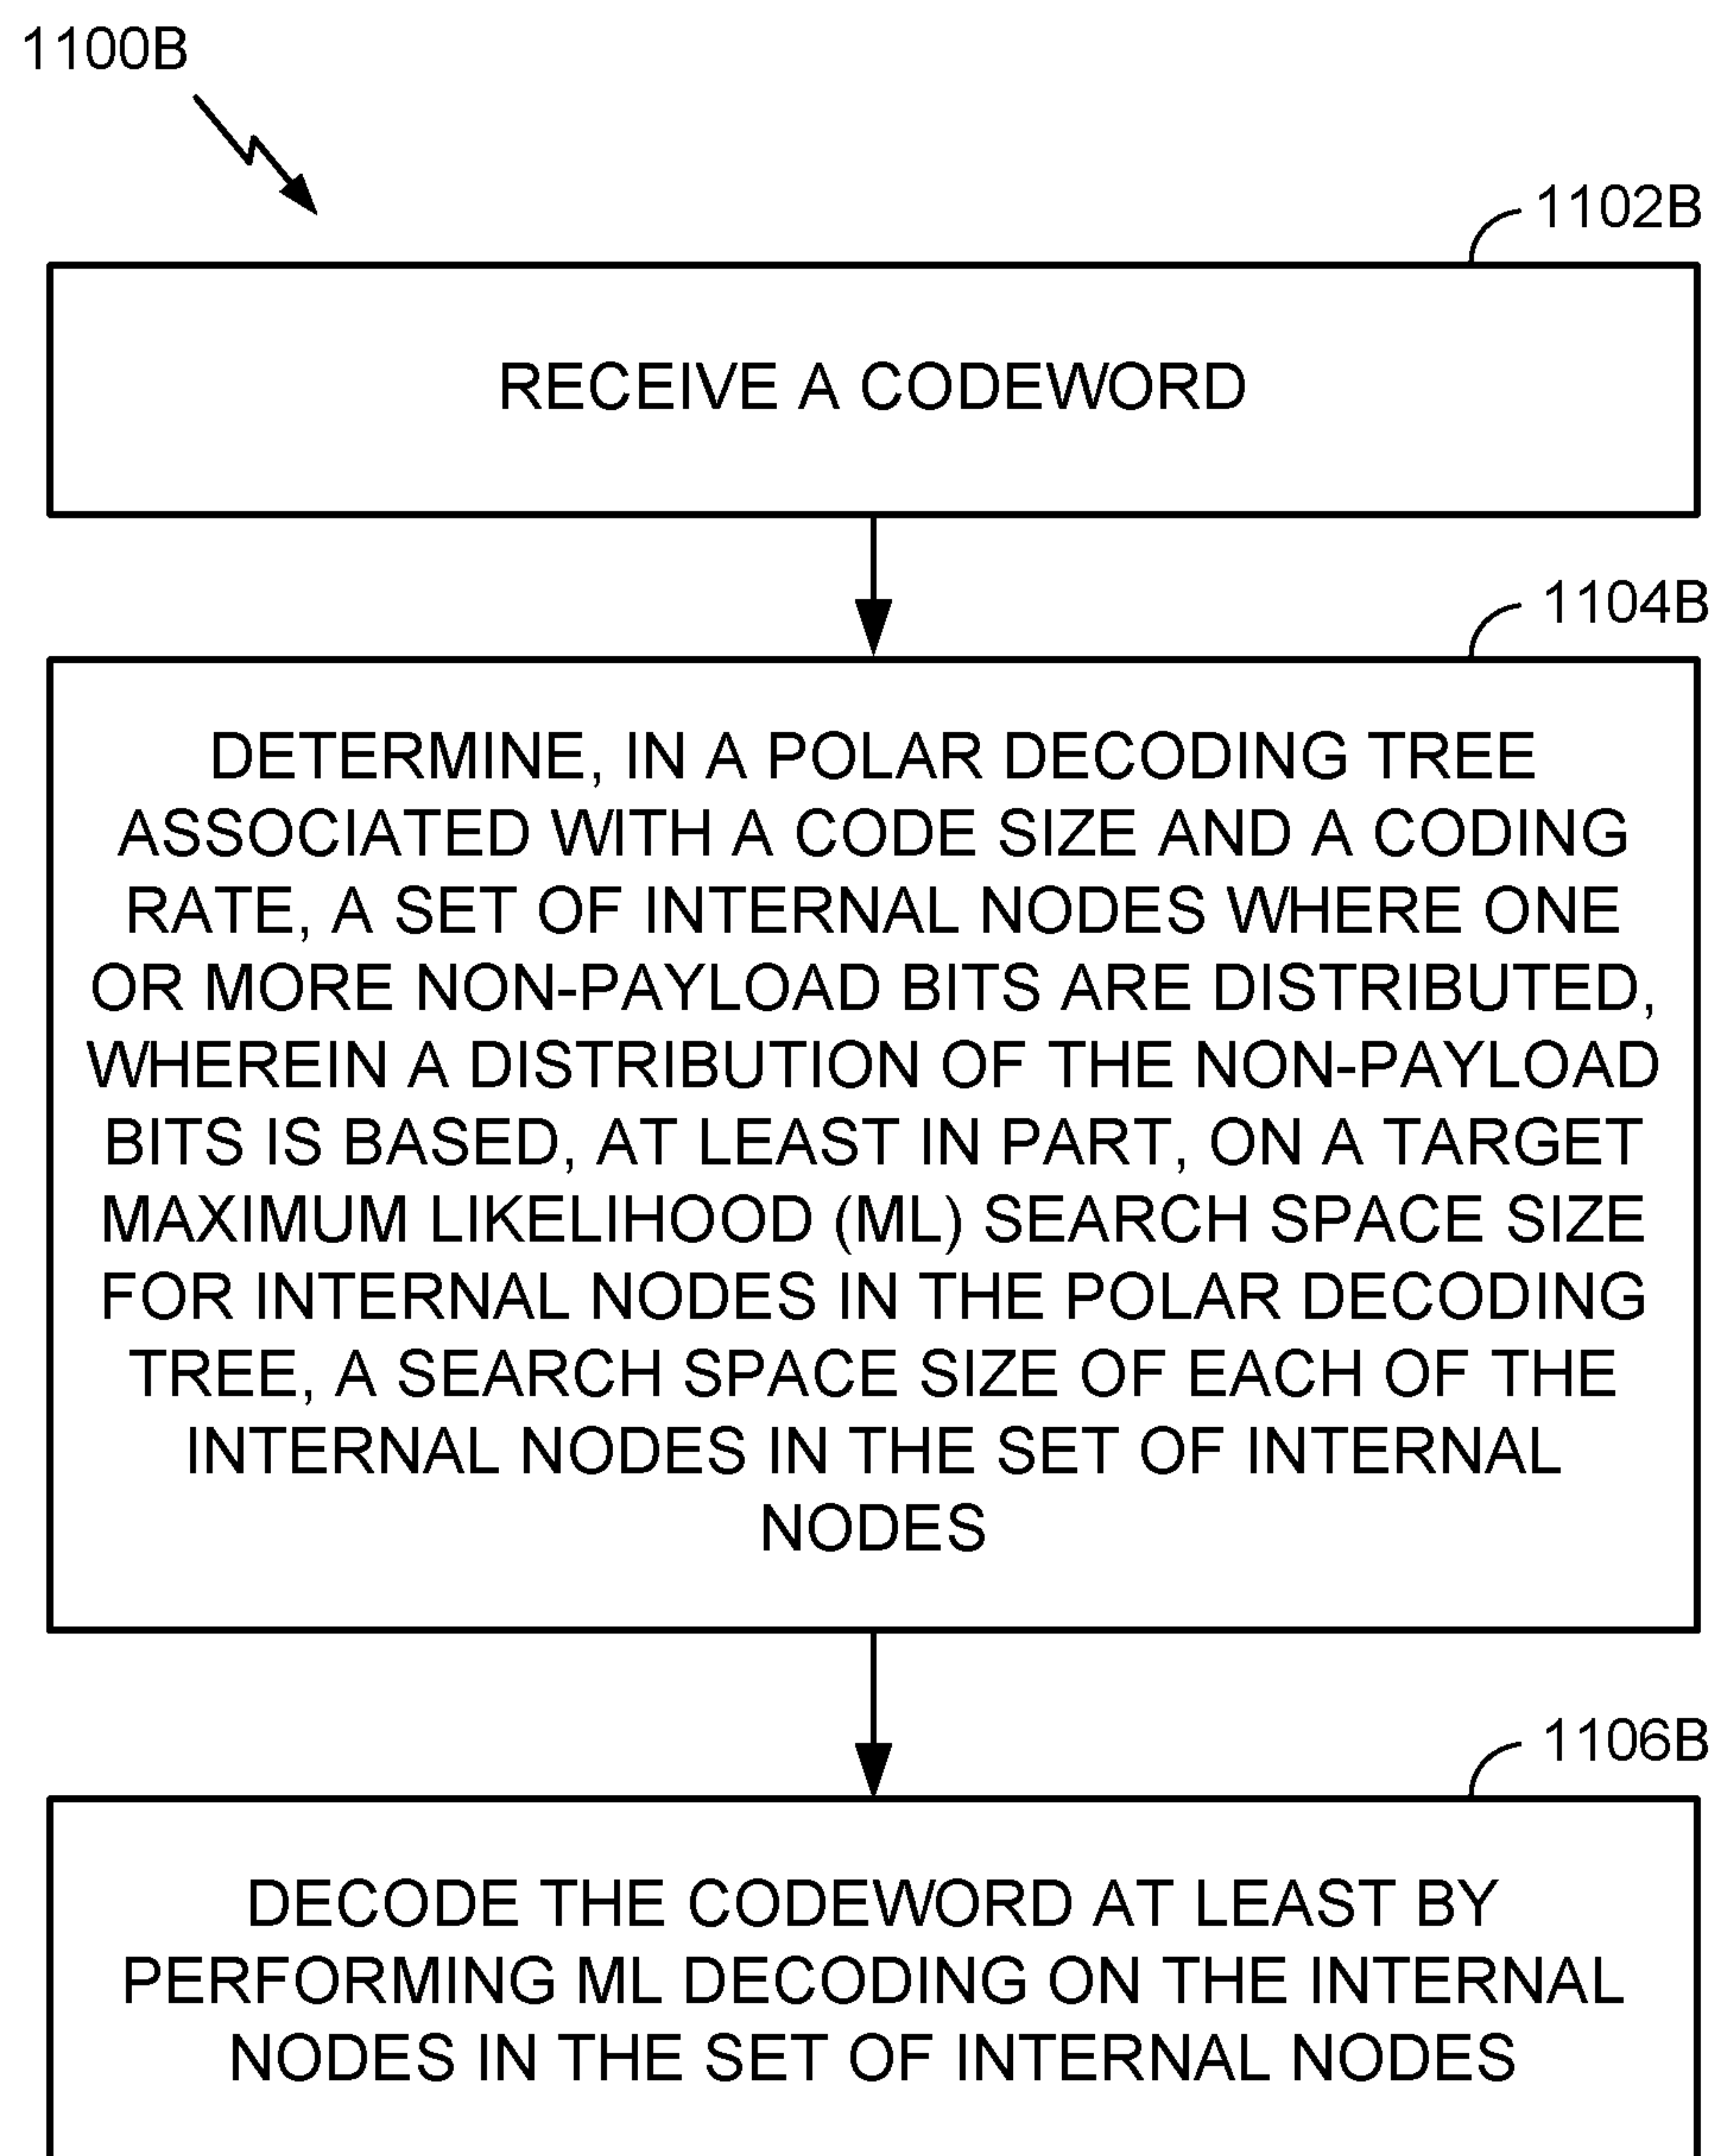 1100B
1102B
RECEIVE A CODEWORD
1104B
DETERMINE, IN A POLAR DECODING TREE
ASSOCIATED WITH A CODE SIZE AND A CODING
RATE, A SET OF INTERNAL NODES WHERE ONE
OR MORE NON-PAYLOAD BITS ARE DISTRIBUTED,
WHEREIN A DISTRIBUTION OF THE NON-PAYLOAD
BITS IS BASED, AT LEAST IN PART, ON A TARGET
MAXIMUM LIKELIHOOD (ML) SEARCH SPACE SIZE
FOR INTERNAL NODES IN THE POLAR DECODING
TREE, A SEARCH SPACE SIZE OF EACH OF THE
INTERNAL NODES IN THE SET OF INTERNAL
NODES
1106B
DECODE THE CODEWORD AT LEAST BY
PERFORMING ML DECODING ON THE INTERNAL
NODES IN THE SET OF INTERNAL NODES